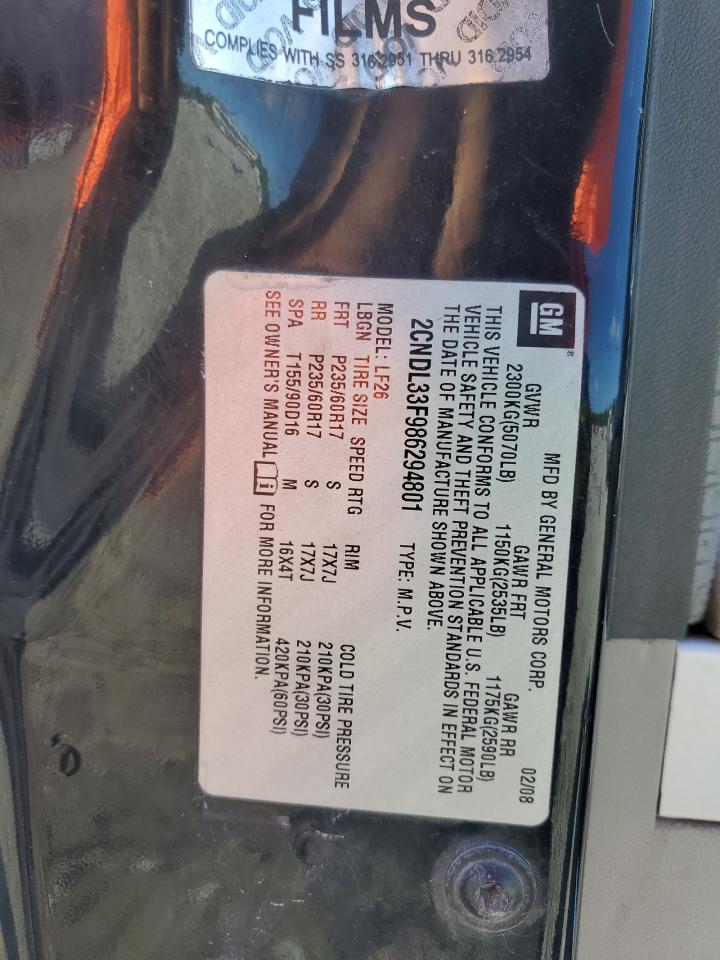 FILMS
COMPLIES WITH SS 316.2951 THRU 316.2954
GM
MFD BY GENERAL MOTORS CORP. 02/08
GVWR GAWR FRT GAWR RR
2300KG(5070LB) 1150KG(2535LB) 1175KG(2590LB)
THIS VEHICLE CONFORMS TO ALL APPLICABLE U.S. FEDERAL MOTOR
VEHICLE SAFETY AND THEFT PREVENTION STANDARDS IN EFFECT ON
THE DATE OF MANUFACTURE SHOWN ABOVE.
2CNDL33F986294801 TYPE: M.P.V.
MODEL: LF26
LBGN TIRE SIZE SPEED RTG RIM COLD TIRE PRESSURE
FRT P235/60R17 S 17X7J 210KPA(30PSI)
RR P235/60R17 S 17X7J 210KPA(30PSI)
SPA T155/90D16 M 16X4T 420KPA(60PSI)
SEE OWNER'S MANUAL FOR MORE INFORMATION.